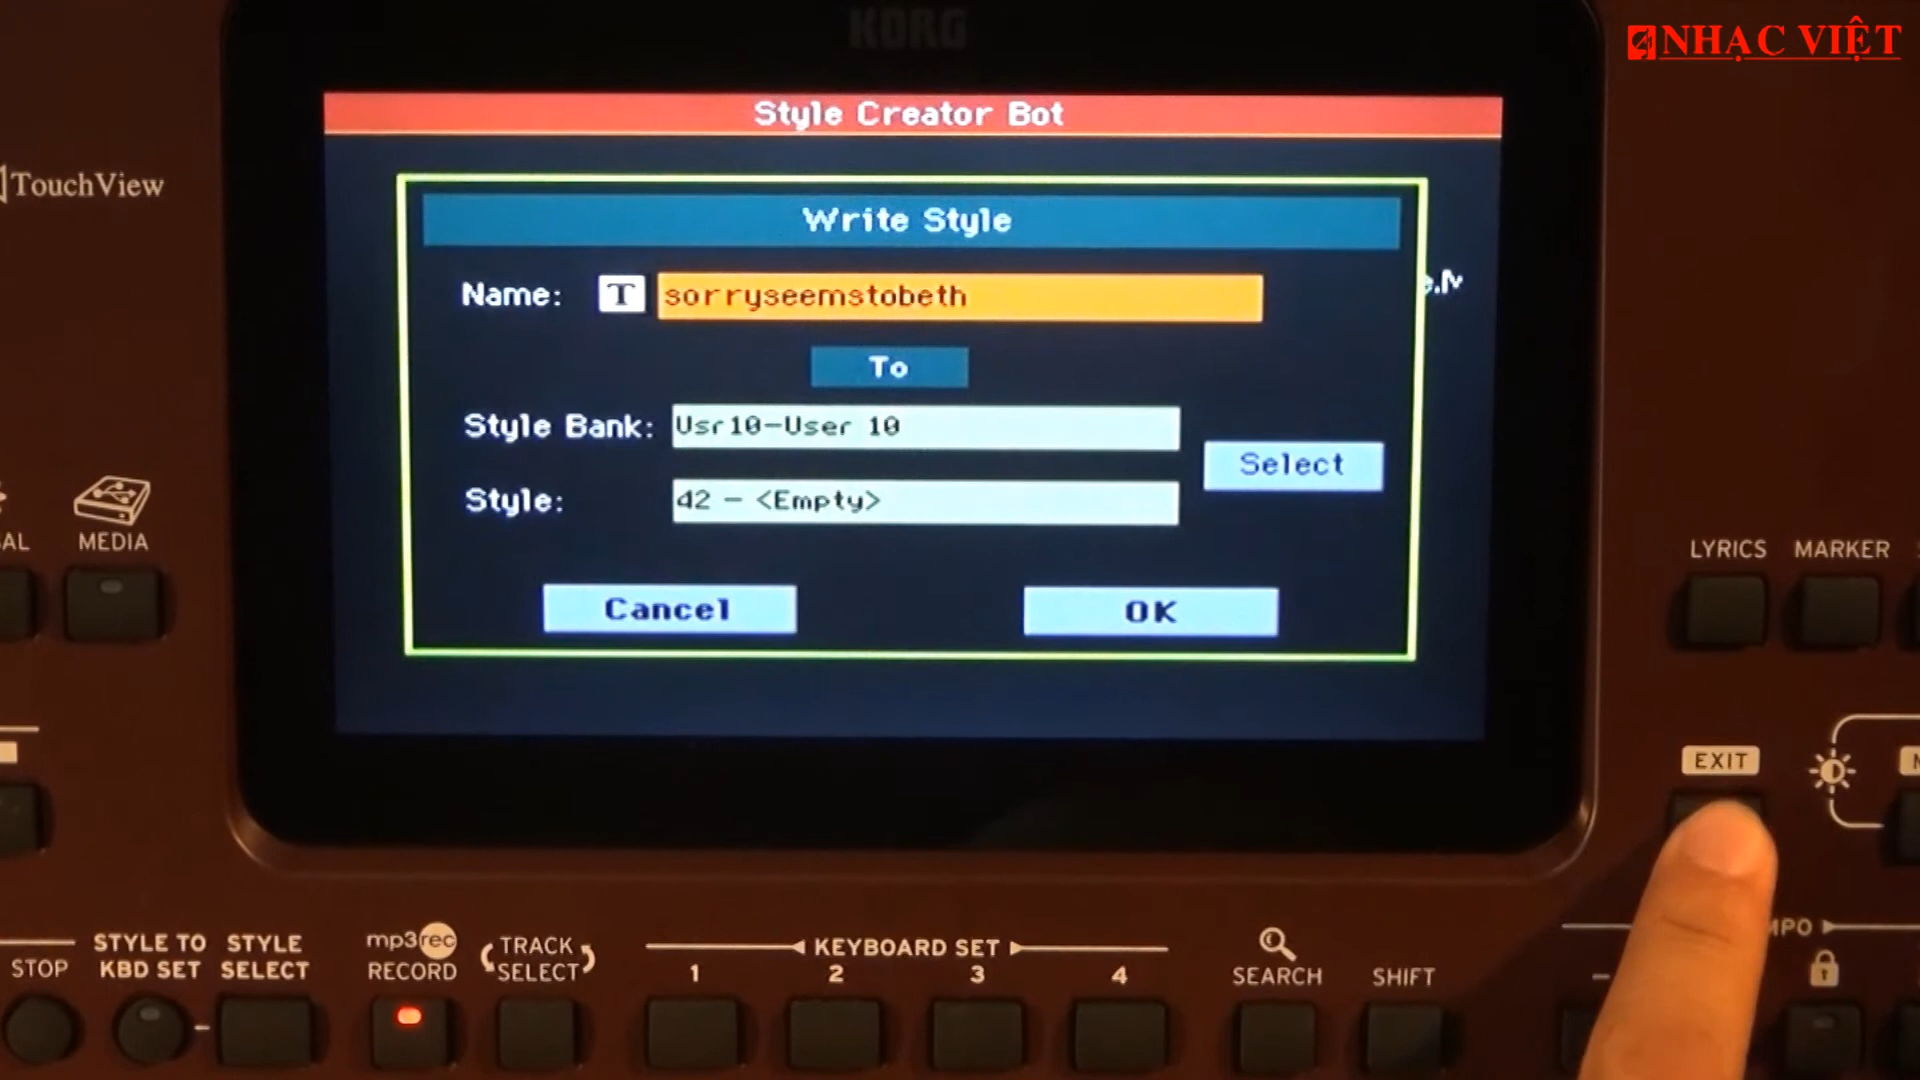 KORG
NHẠC VIỆT
Style Creator Bot
TouchView
Write Style
Name: T sorryseemstobeth
To
Style Bank: Usr10-User 10
Select
Style: 42 - <Empty>
Cancel
OK
MEDIA
LYRICS
MARKER
EXIT
STOP
STYLE TO KBD SET
STYLE SELECT
mp3rec
RECORD
TRACK SELECT
KEYBOARD SET
1 2 3 4
SEARCH
SHIFT